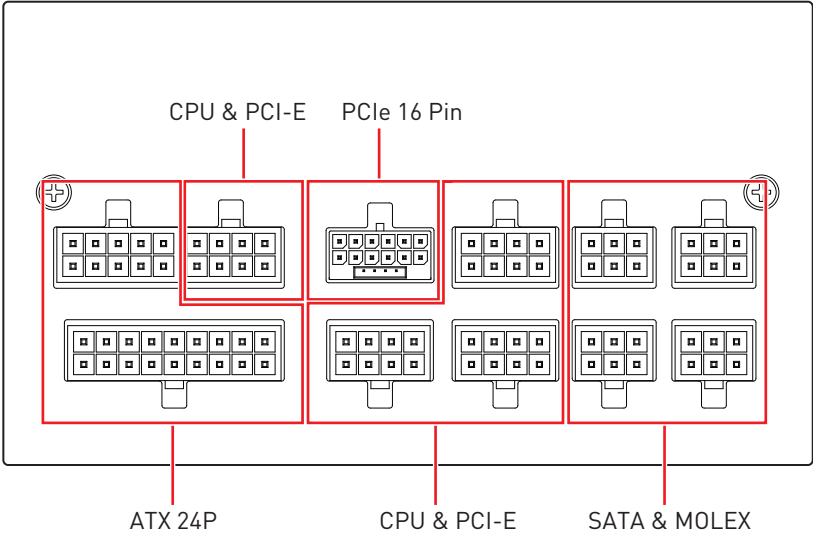 CPU & PCI-E
PCIe 16 Pin
ATX 24P
CPU & PCI-E
SATA & MOLEX